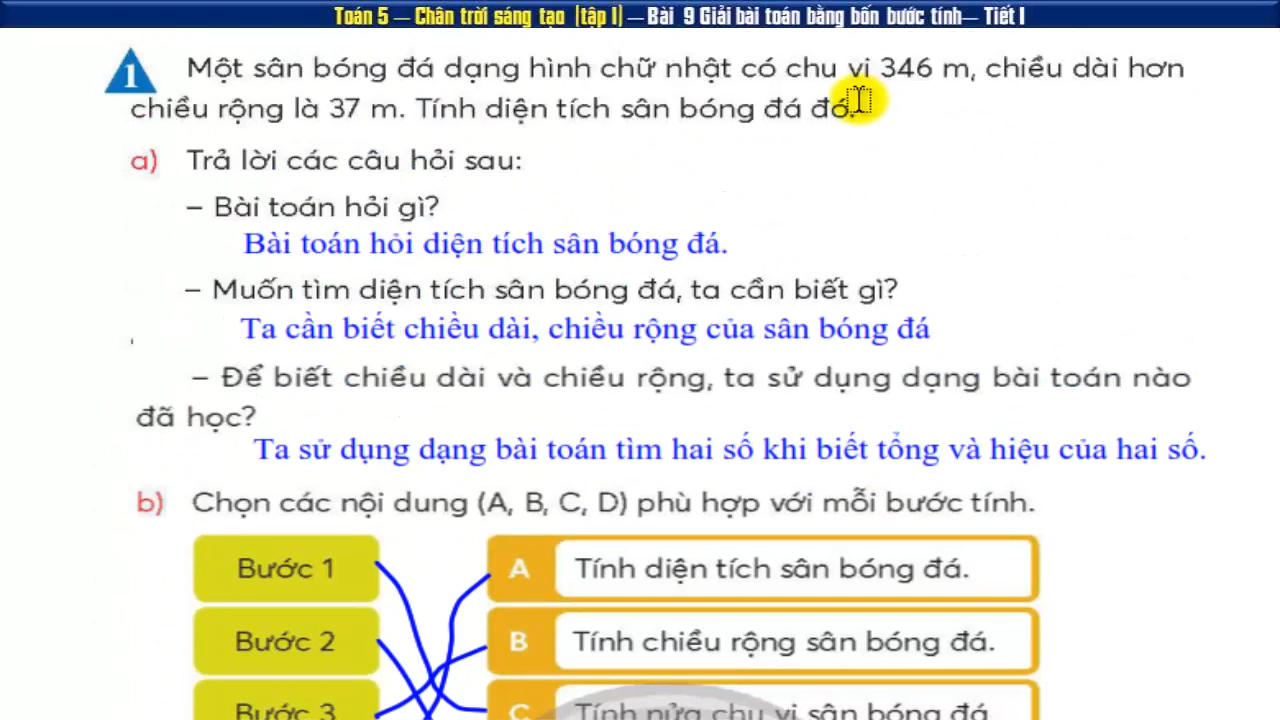 Toán 5 – Chân trời sáng tạo (tập 1) – Bài 9 Giải bài toán bằng bốn bước tính– Tiết 1
1 Một sân bóng đá dạng hình chữ nhật có chu vi 346 m, chiều dài hơn
chiều rộng là 37 m. Tính diện tích sân bóng đá đó.
a) Trả lời các câu hỏi sau:
– Bài toán hỏi gì?
Bài toán hỏi diện tích sân bóng đá.
– Muốn tìm diện tích sân bóng đá, ta cần biết gì?
Ta cần biết chiều dài, chiều rộng của sân bóng đá
– Để biết chiều dài và chiều rộng, ta sử dụng dạng bài toán nào
đã học?
Ta sử dụng dạng bài toán tìm hai số khi biết tổng và hiệu của hai số.
b) Chọn các nội dung (A, B, C, D) phù hợp với mỗi bước tính.
Bước 1 A Tính diện tích sân bóng đá.
Bước 2 B Tính chiều rộng sân bóng đá.
Bước 3 C Tính nửa chu vi sân bóng đá